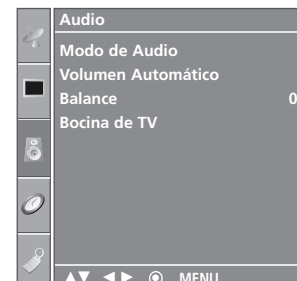 Audio
Modo de Audio
Volumen Automático
Balance 0
Bocina de TV
▲▼ ◄► ◉ MENU